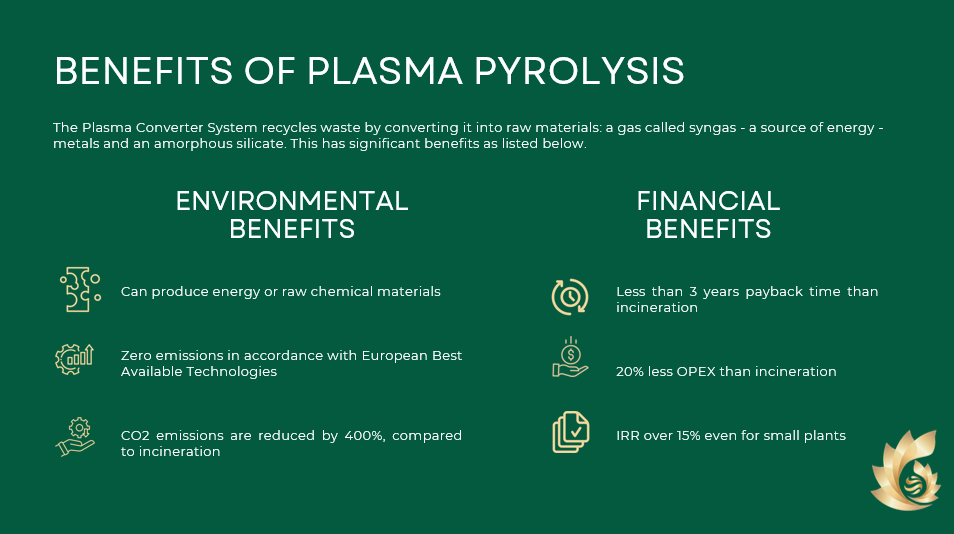 BENEFITS OF PLASMA PYROLYSIS
The Plasma Converter System recycles waste by converting it into raw materials: a gas called syngas - a source of energy -
metals and an amorphous silicate. This has significant benefits as listed below.
ENVIRONMENTAL
BENEFITS
Can produce energy or raw chemical materials
Zero emissions in accordance with European Best
Available Technologies
CO2 emissions are reduced by 400%, compared
to incineration
FINANCIAL
BENEFITS
Less than 3 years payback time than
incineration
$
20% less OPEX than incineration
IRR over 15% even for small plants